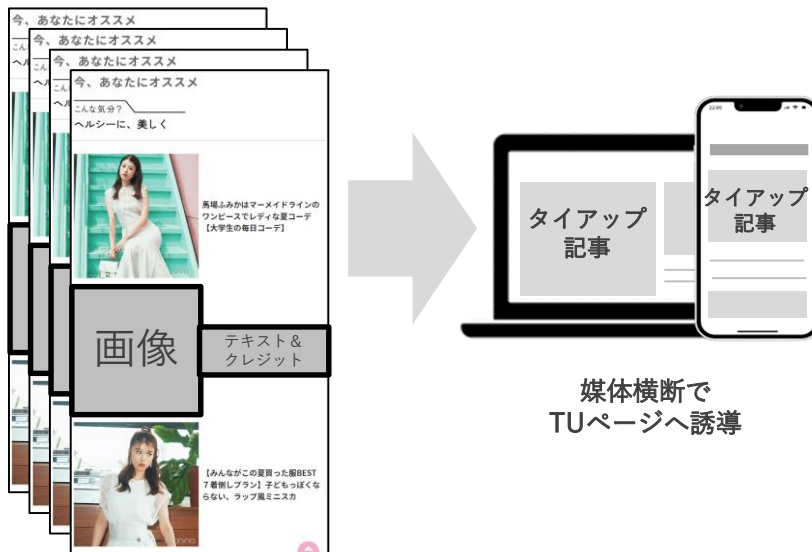 今、あなたにオススメ
今、あなたにオススメ
今、あなたにオススメ
今、あなたにオススメ
こんな気分?
ヘルシーに、美しく
馬場ふみかはマーメイドラインの
ワンピースでレディな夏コーデ
【大学生の毎日コーデ】
画像
テキスト＆
クレジット
【みんながこの夏買った服BEST
7着倒しプラン】子どもっぽくな
らない、ラップ風ミニスカ
タイアップ
記事
タイアップ
記事
媒体横断で
TUページへ誘導